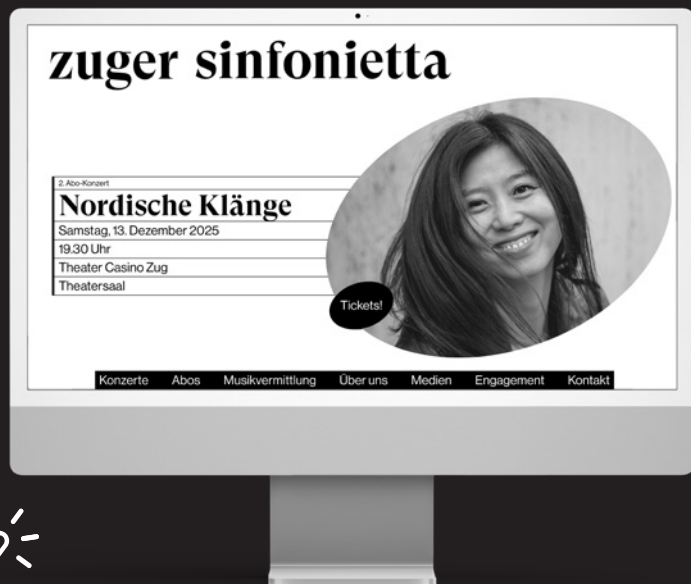 zuger sinfonietta
2. Abo-Konzert
Nordische Klänge
Samstag, 13. Dezember 2025
19.30 Uhr
Theater Casino Zug
Theatersaal
Tickets!
Konzerte Abos Musikvermittlung Über uns Medien Engagement Kontakt